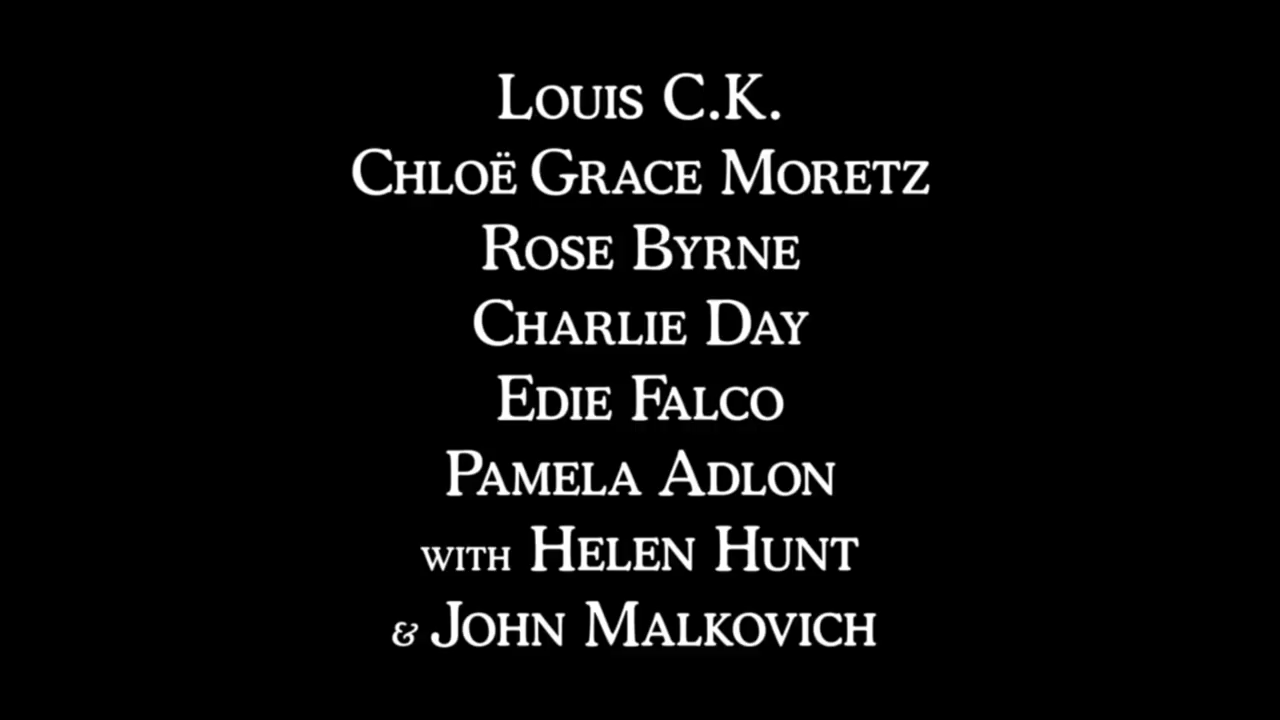 Louis C.K.
Chloë Grace Moretz
Rose Byrne
Charlie Day
Edie Falco
Pamela Adlon
with Helen Hunt
& John Malkovich